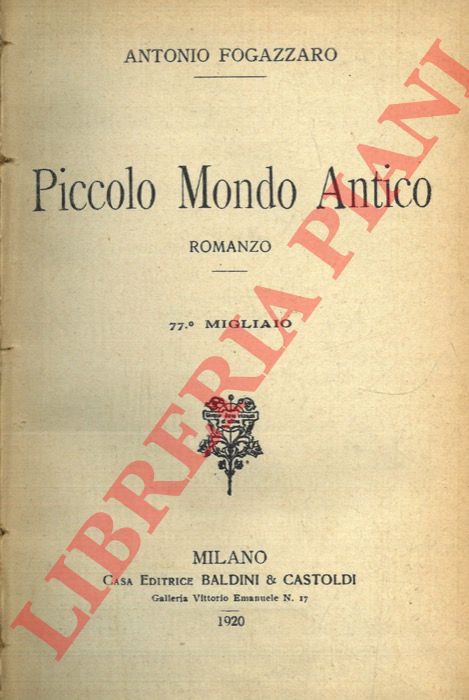 ANTONIO FOGAZZARO
Piccolo Mondo Antico
ROMANZO
77.º MIGLIAIO
MILANO
CASA EDITRICE BALDINI & CASTOLDI
Galleria Vittorio Emanuele N. 17
1920
LIBRERIA PIANI